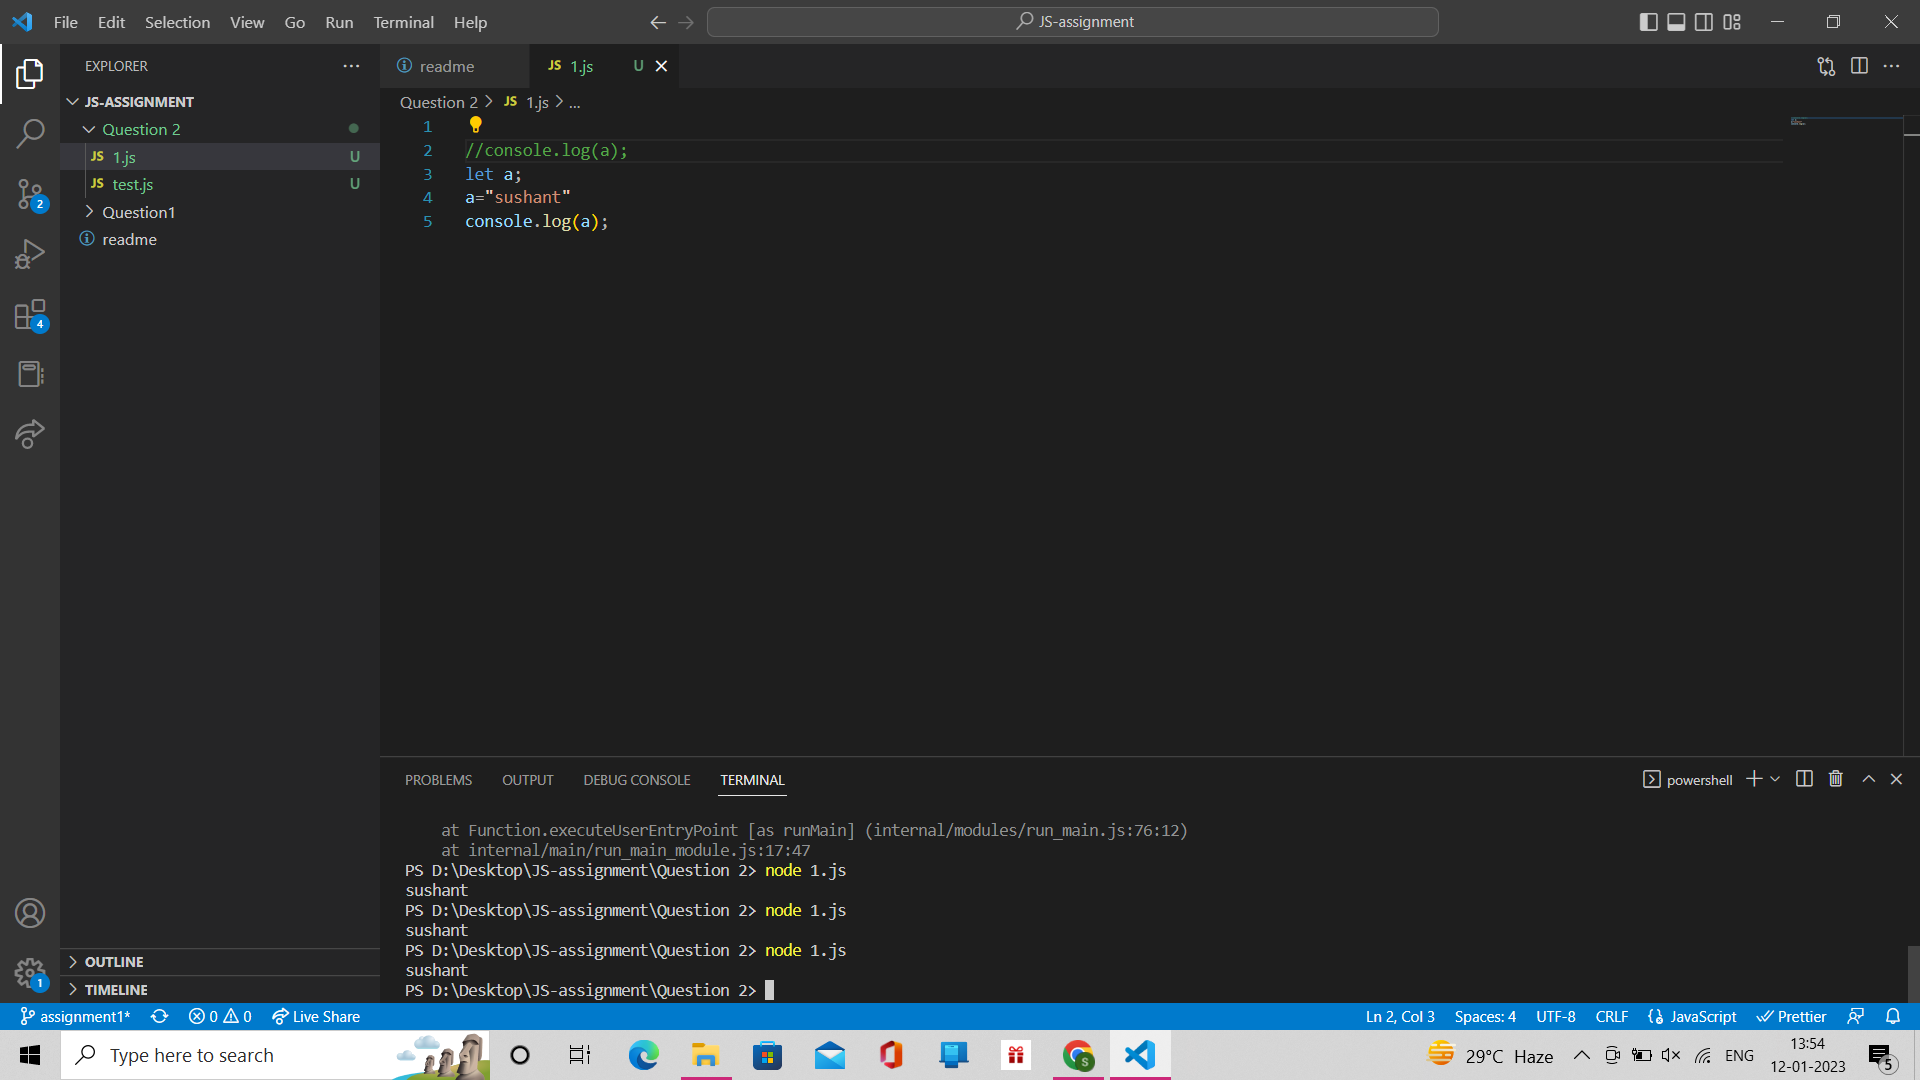 File Edit Selection View Go Run Terminal Help
JS-assignment
EXPLORER
JS-ASSIGNMENT
Question 2
JS 1.js U
JS test.js U
Question1
readme
2
4
1
OUTLINE
TIMELINE
readme
JS 1.js U
Question 2 > JS 1.js > ...
1
2 //console.log(a);
3 let a;
4 a="sushant"
5 console.log(a);
PROBLEMS OUTPUT DEBUG CONSOLE TERMINAL
powershell
at Function.executeUserEntryPoint [as runMain] (internal/modules/run_main.js:76:12)
at internal/main/run_main_module.js:17:47
PS D:\Desktop\JS-assignment\Question 2> node 1.js
sushant
PS D:\Desktop\JS-assignment\Question 2> node 1.js
sushant
PS D:\Desktop\JS-assignment\Question 2> node 1.js
sushant
PS D:\Desktop\JS-assignment\Question 2>
assignment1* 0 0 Live Share
Ln 2, Col 3 Spaces: 4 UTF-8 CRLF JavaScript Prettier
Type here to search
S
29°C Haze
ENG
13:54
12-01-2023
5